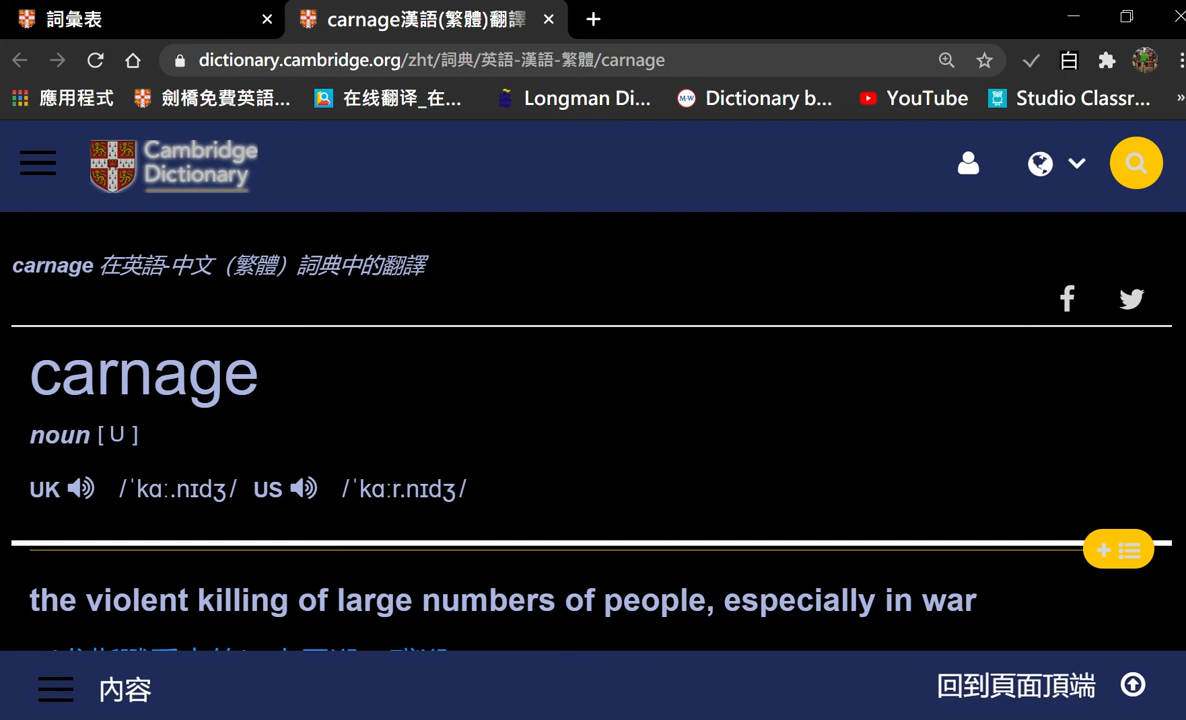 詞彙表
carnage漢語(繁體)翻譯
dictionary.cambridge.org/zht/詞典/英語-漢語-繁體/carnage
應用程式 劍橋免費英語... 在线翻译_在... Longman Di... Dictionary b... YouTube Studio Classr... »
Cambridge
Dictionary
carnage 在英語-中文（繁體）詞典中的翻譯
carnage
noun [ U ]
UK /ˈkɑː.nɪdʒ/ US /ˈkɑːr.nɪdʒ/
the violent killing of large numbers of people, especially in war
內容 回到頁面頂端